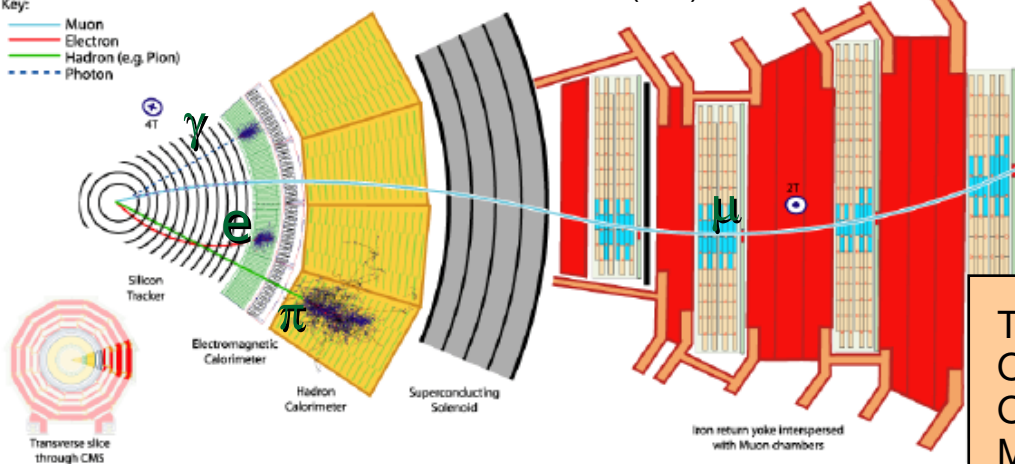 Key:
Muon
Electron
Hadron (e.g. Pion)
Photon
4T
γ
e
π
μ
2T
Silicon
Tracker
Electromagnetic
Calorimeter
Hadron
Calorimeter
Superconducting
Solenoid
Iron return yoke interspersed
with Muon chambers
Transverse slice
through CMS
T
C
C
M